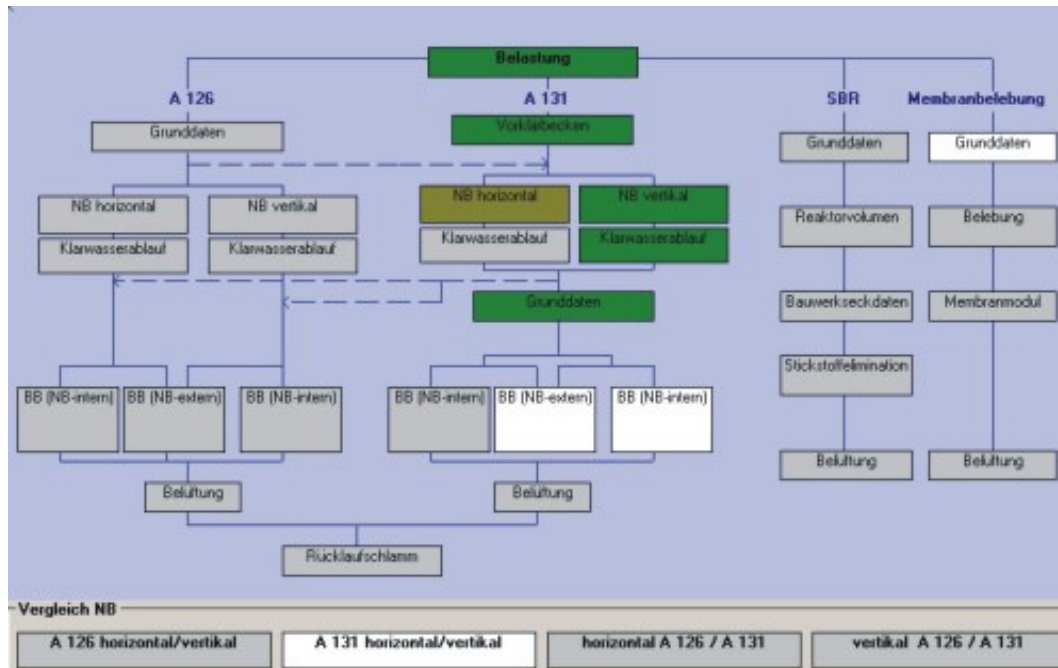 Belastung
A 126
A 131
SBR
Membranbelebung
Grunddaten
Vorklärbecken
Grunddaten
Grunddaten
NB horizontal
NB vertikal
NB horizontal
NB vertikal
Reaktorvolumen
Belebung
Klarwasserablauf
Klarwasserablauf
Klarwasserablauf
Klarwasserablauf
Grunddaten
Bauwerkseckdaten
Membranmodul
Stickstoffelimination
BB (NB-intern)
BB (NB-extern)
BB (NB-intern)
BB (NB-intern)
BB (NB-extern)
BB (NB-intern)
Belüftung
Belüftung
Belüftung
Belüftung
Rücklaufschlamm
Vergleich NB
A 126 horizontal/vertikal
A 131 horizontal/vertikal
horizontal A 126 / A 131
vertikal A 126 / A 131